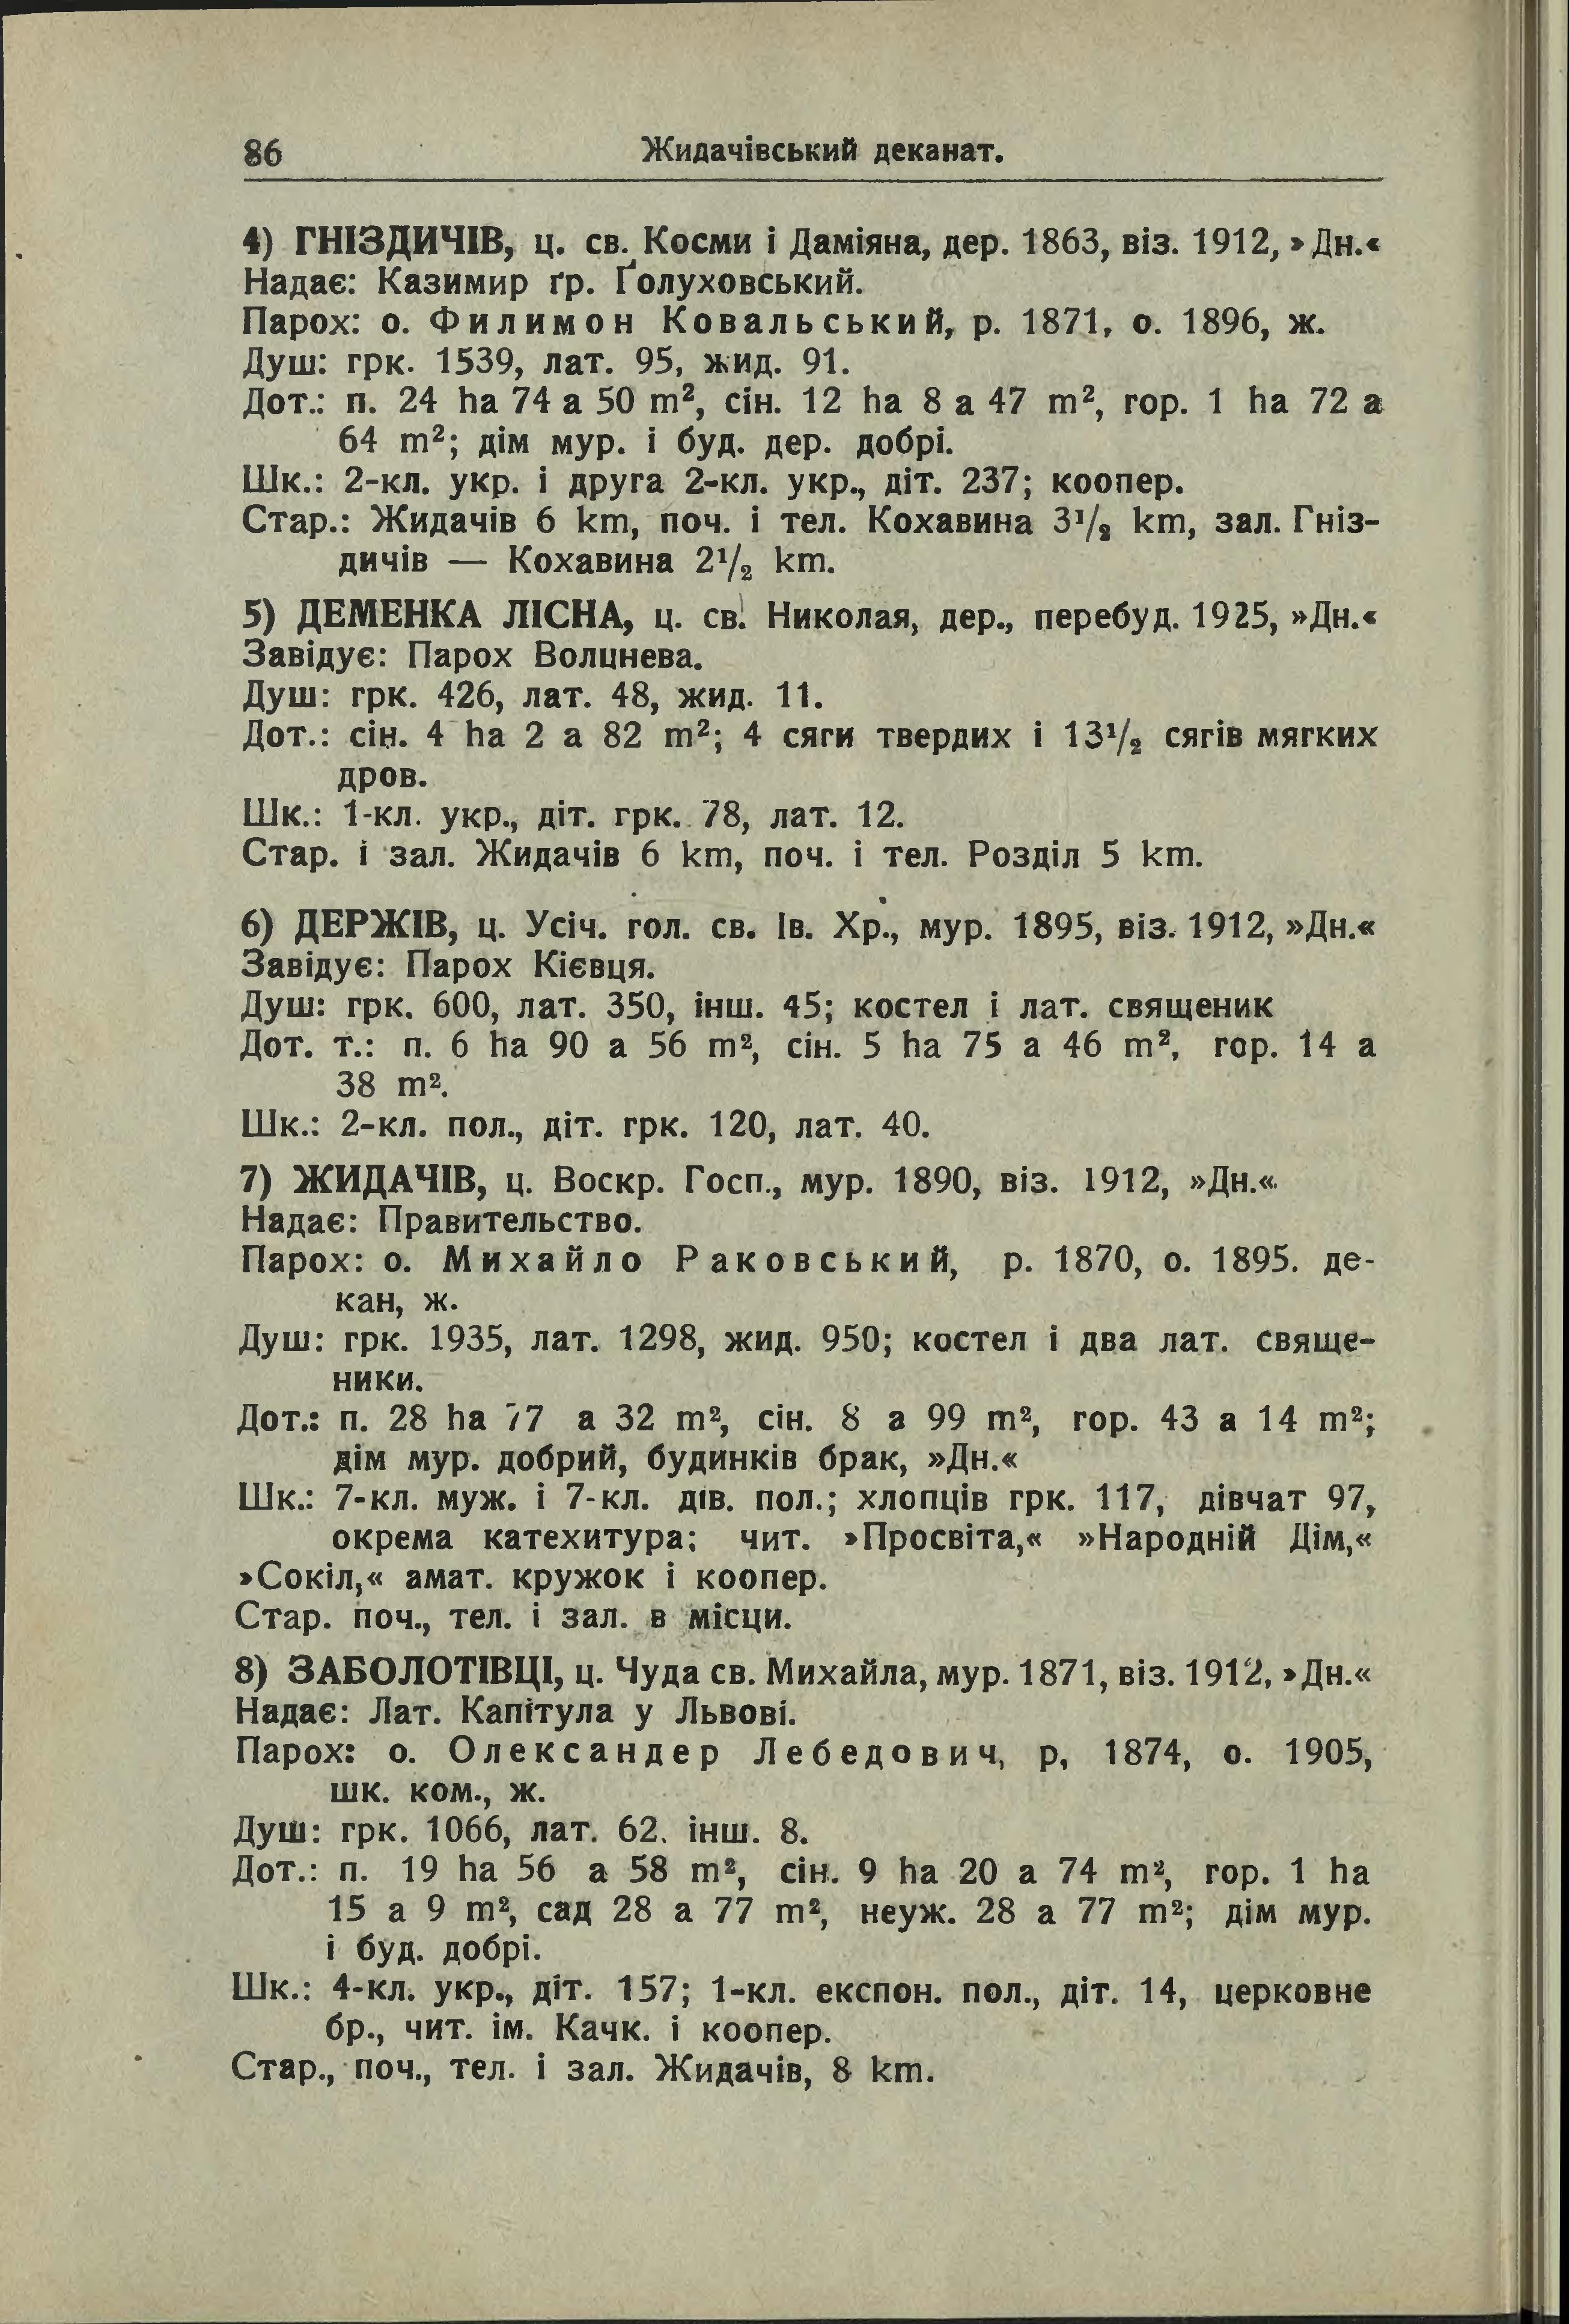 86 Жидачівський деканат.
4) ГНІЗДИЧІВ, ц. св. Косми і Даміяна, дер. 1863, віз. 1912, »Дн.«
Надає: Казимир ґр. Ґолуховський.
Парох: о. Филимон Ковальський, р. 1871, о. 1896, ж.
Душ: грк. 1539, лат. 95, жид. 91.
Дот.: п. 24 ha 74 a 50 m², сін. 12 ha 8 a 47 m², гор. 1 ha 72 a
64 m²; дім мур. і буд. дер. добрі.
Шк.: 2-кл. укр. і друга 2-кл. укр., діт. 237; коопер.
Стар.: Жидачів 6 km, поч. і тел. Кохавина 3¹/₂ km, зал. Гніз-
дичів — Кохавина 2¹/₂ km.
5) ДЕМЕНКА ЛІСНА, ц. св. Николая, дер., перебуд. 1925, »Дн.«
Завідує: Парох Волцнева.
Душ: грк. 426, лат. 48, жид. 11.
Дот.: сін. 4 ha 2 a 82 m²; 4 сяги твердих і 13¹/₂ сягів мягких
дров.
Шк.: 1-кл. укр., діт. грк. 78, лат. 12.
Стар. і зал. Жидачів 6 km, поч. і тел. Розділ 5 km.
6) ДЕРЖІВ, ц. Усіч. гол. св. Ів. Хр., мур. 1895, віз. 1912, »Дн.«
Завідує: Парох Кієвця.
Душ: грк. 600, лат. 350, інш. 45; костел і лат. священик
Дот. т.: п. 6 ha 90 a 56 m², сін. 5 ha 75 a 46 m², гор. 14 a
38 m².
Шк.: 2-кл. пол., діт. грк. 120, лат. 40.
7) ЖИДАЧІВ, ц. Воскр. Госп., мур. 1890, віз. 1912, »Дн.«.
Надає: Правительство.
Парох: о. Михайло Раковський, р. 1870, о. 1895. де-
кан, ж.
Душ: грк. 1935, лат. 1298, жид. 950; костел і два лат. свяще-
ники.
Дот.: п. 28 ha 77 a 32 m², сін. 8 a 99 m², гор. 43 a 14 m²;
дім мур. добрий, будинків брак, »Дн.«
Шк.: 7-кл. муж. і 7-кл. дів. пол.; хлопців грк. 117, дівчат 97,
окрема катехитура; чит. »Просвіта,« »Народній Дім,«
»Сокіл,« амат. кружок і коопер.
Стар. поч., тел. і зал. в місци.
8) ЗАБОЛОТІВЦІ, ц. Чуда св. Михайла, мур. 1871, віз. 1912, »Дн.«
Надає: Лат. Капітула у Львові.
Парох: о. Олександер Лебедович, р, 1874, о. 1905,
шк. ком., ж.
Душ: грк. 1066, лат. 62. інш. 8.
Дот.: п. 19 ha 56 a 58 m², сін. 9 ha 20 a 74 m², гор. 1 ha
15 a 9 m², сад 28 a 77 m², неуж. 28 a 77 m²; дім мур.
і буд. добрі.
Шк.: 4-кл. укр., діт. 157; 1-кл. експон. пол., діт. 14, церковне
бр., чит. ім. Качк. і коопер.
Стар., поч., тел. і зал. Жидачів, 8 km.